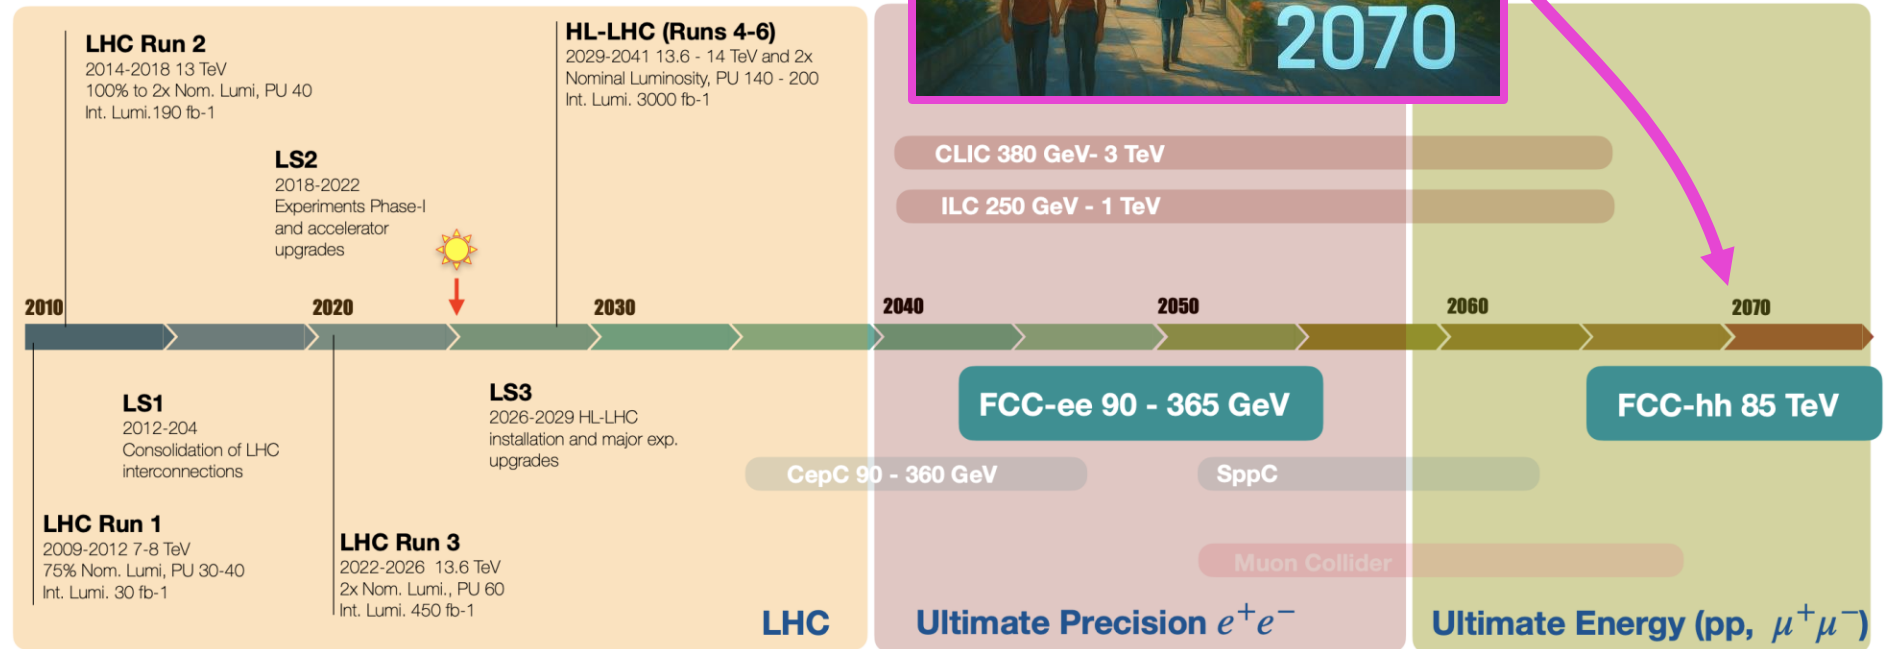 LHC Run 2
2014-2018 13 TeV
100% to 2x Nom. Lumi, PU 40
Int. Lumi.190 fb-1
HL-LHC (Runs 4-6)
2029-2041 13.6 - 14 TeV and 2x
Nominal Luminosity, PU 140 - 200
Int. Lumi. 3000 fb-1
2070
LS2
2018-2022
Experiments Phase-I
and accelerator
upgrades
CLIC 380 GeV- 3 TeV
ILC 250 GeV - 1 TeV
2010
2020
2030
2040
2050
2060
2070
LS1
2012-204
Consolidation of LHC
interconnections
LS3
2026-2029 HL-LHC
installation and major exp.
upgrades
FCC-ee 90 - 365 GeV
FCC-hh 85 TeV
CepC 90 - 360 GeV
SppC
LHC Run 1
2009-2012 7-8 TeV
75% Nom. Lumi, PU 30-40
Int. Lumi. 30 fb-1
LHC Run 3
2022-2026 13.6 TeV
2x Nom. Lumi., PU 60
Int. Lumi. 450 fb-1
Muon Collider
LHC
Ultimate Precision e⁺e⁻
Ultimate Energy (pp, μ⁺μ⁻)